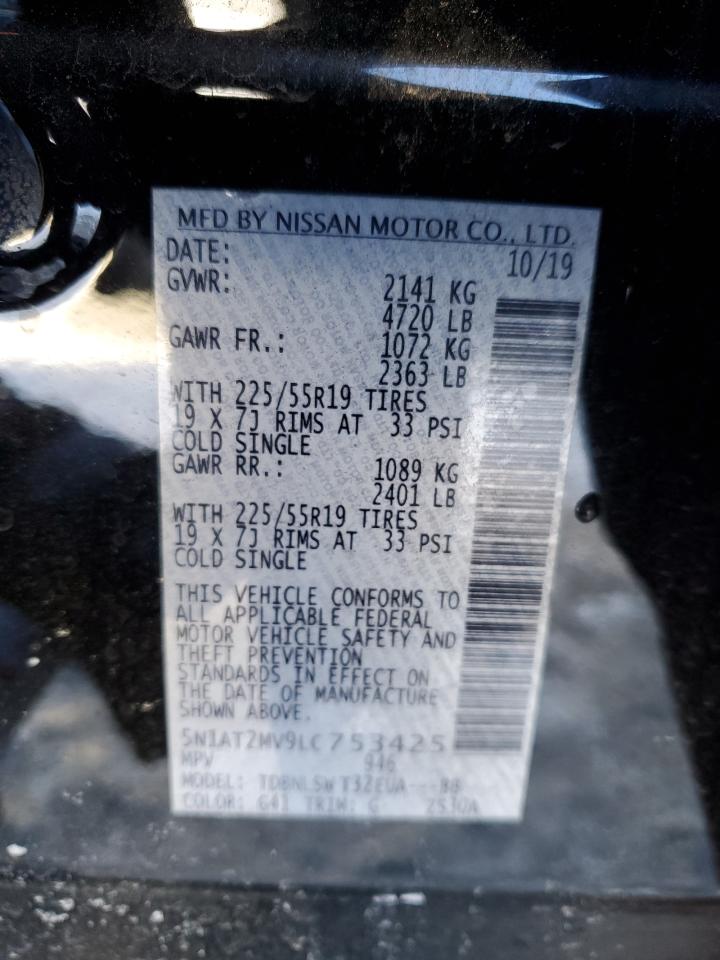 MFD BY NISSAN MOTOR CO., LTD.
DATE: 10/19
GVWR: 2141 KG
4720 LB
GAWR FR.: 1072 KG
2363 LB
WITH 225/55R19 TIRES
19 X 7J RIMS AT 33 PSI
COLD SINGLE
GAWR RR.: 1089 KG
2401 LB
WITH 225/55R19 TIRES
19 X 7J RIMS AT 33 PSI
COLD SINGLE
THIS VEHICLE CONFORMS TO
ALL APPLICABLE FEDERAL
MOTOR VEHICLE SAFETY AND
THEFT PREVENTION
STANDARDS IN EFFECT ON
THE DATE OF MANUFACTURE
SHOWN ABOVE.
5N1AT2MV9LC753425
MPV 946
MODEL:
COLOR: G41 TRIM: G